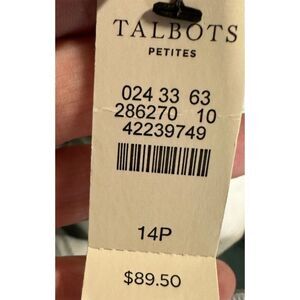 TALBOTS
PETITES
024 33 63
286270 10
42239749
14P
$89.50